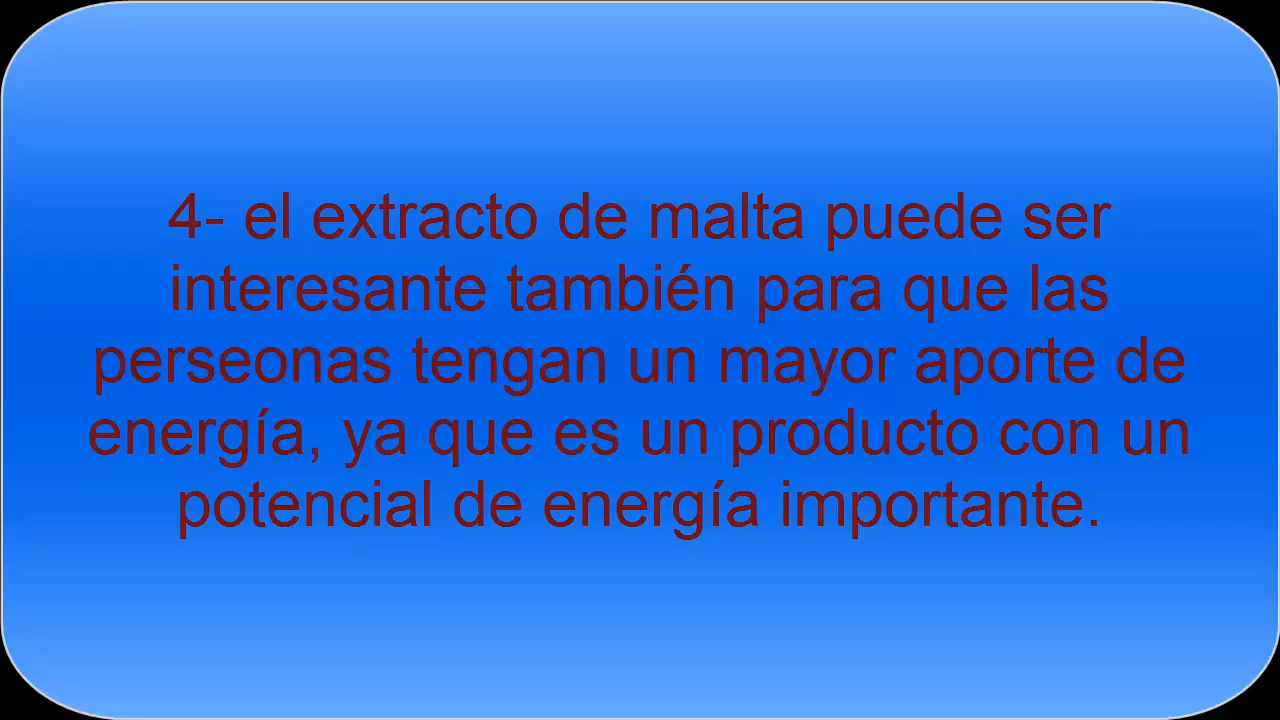 4- el extracto de malta puede ser
interesante también para que las
perseonas tengan un mayor aporte de
energía, ya que es un producto con un
potencial de energía importante.